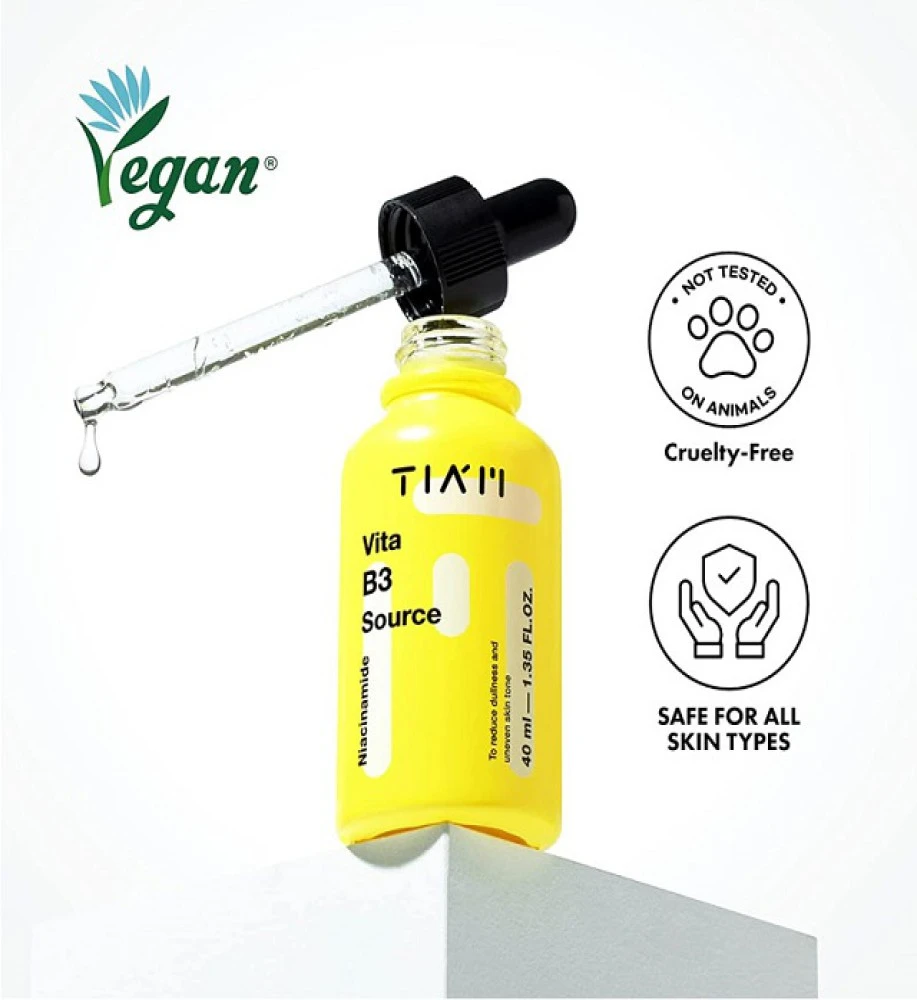 Vegan®
NOT TESTED
ON ANIMALS
Cruelty-Free
TIA'M
Vita
B3
Source
Niacinamide
To reduce dullness and
uneven skin tone
40 ml — 1.35 FL.OZ.
SAFE FOR ALL
SKIN TYPES